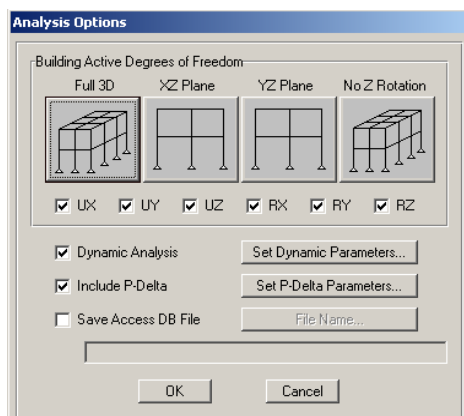 Analysis Options
Building Active Degrees of Freedom
Full 3D XZ Plane YZ Plane No Z Rotation
UX UY UZ RX RY RZ
Dynamic Analysis Set Dynamic Parameters...
Include P-Delta Set P-Delta Parameters...
Save Access DB File File Name...
OK Cancel